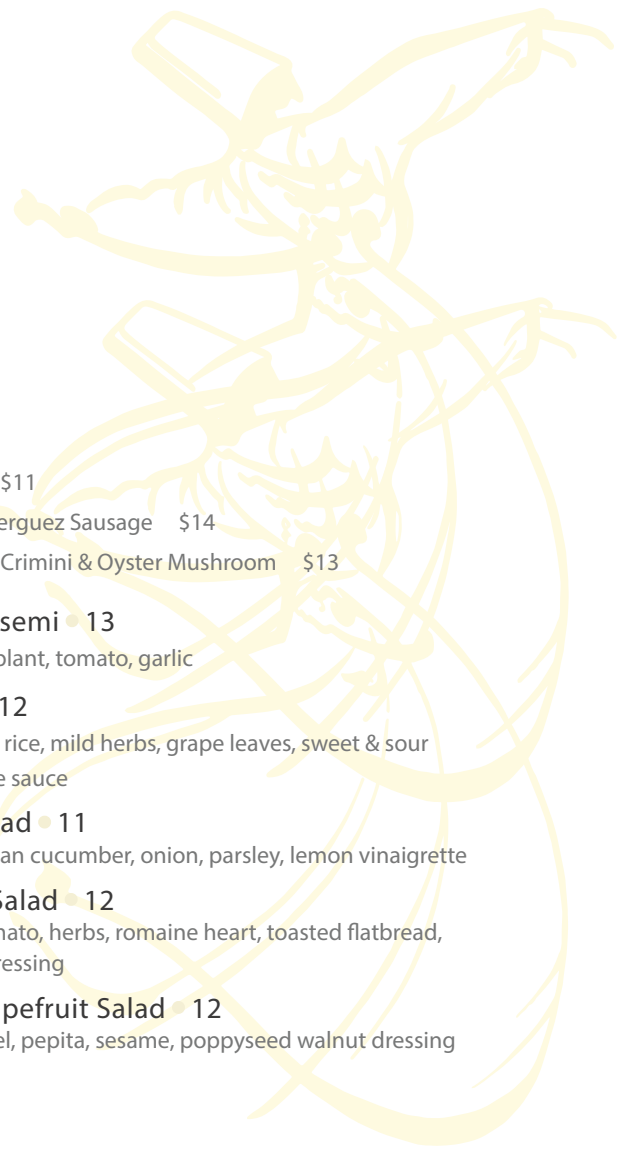 $11
erguez Sausage $14
Crimini & Oyster Mushroom $13
semi • 13
plant, tomato, garlic
12
rice, mild herbs, grape leaves, sweet & sour
e sauce
ad • 11
an cucumber, onion, parsley, lemon vinaigrette
Salad • 12
nato, herbs, romaine heart, toasted flatbread,
ressing
pefruit Salad • 12
el, pepita, sesame, poppyseed walnut dressing